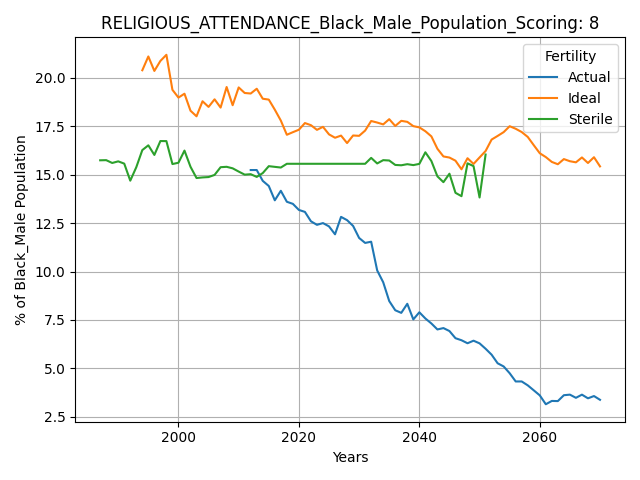 RELIGIOUS_ATTENDANCE_Black_Male_Population_Scoring: 8
Fertility
Actual
Ideal
Sterile
% of Black_Male Population
20.0
17.5
15.0
12.5
10.0
7.5
5.0
2.5
2000
2020
2040
2060
Years